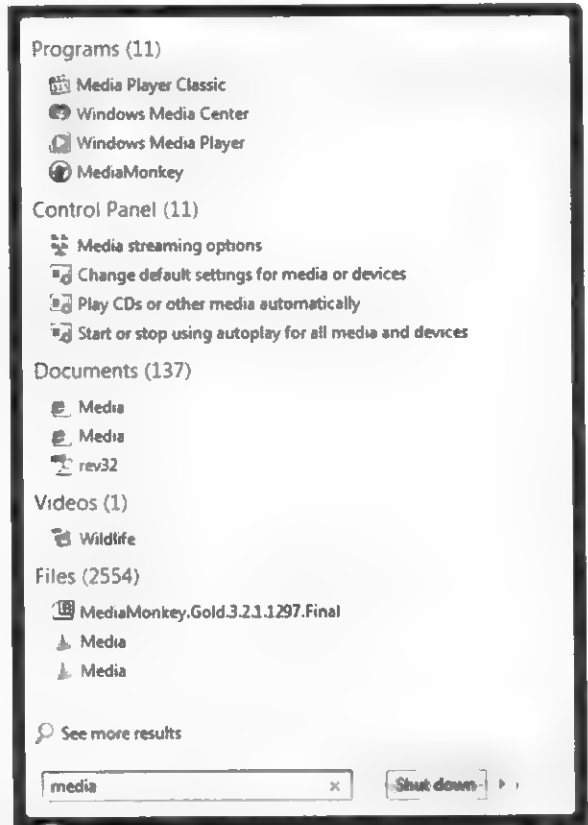 Programs (11)
Media Player Classic
Windows Media Center
Windows Media Player
MediaMonkey
Control Panel (11)
Media streaming options
Change default settings for media or devices
Play CDs or other media automatically
Start or stop using autoplay for all media and devices
Documents (137)
Media
Media
rev32
Videos (1)
Wildlife
Files (2554)
MediaMonkey.Gold.3.2.1.1297.Final
Media
Media
See more results
media
Shut down